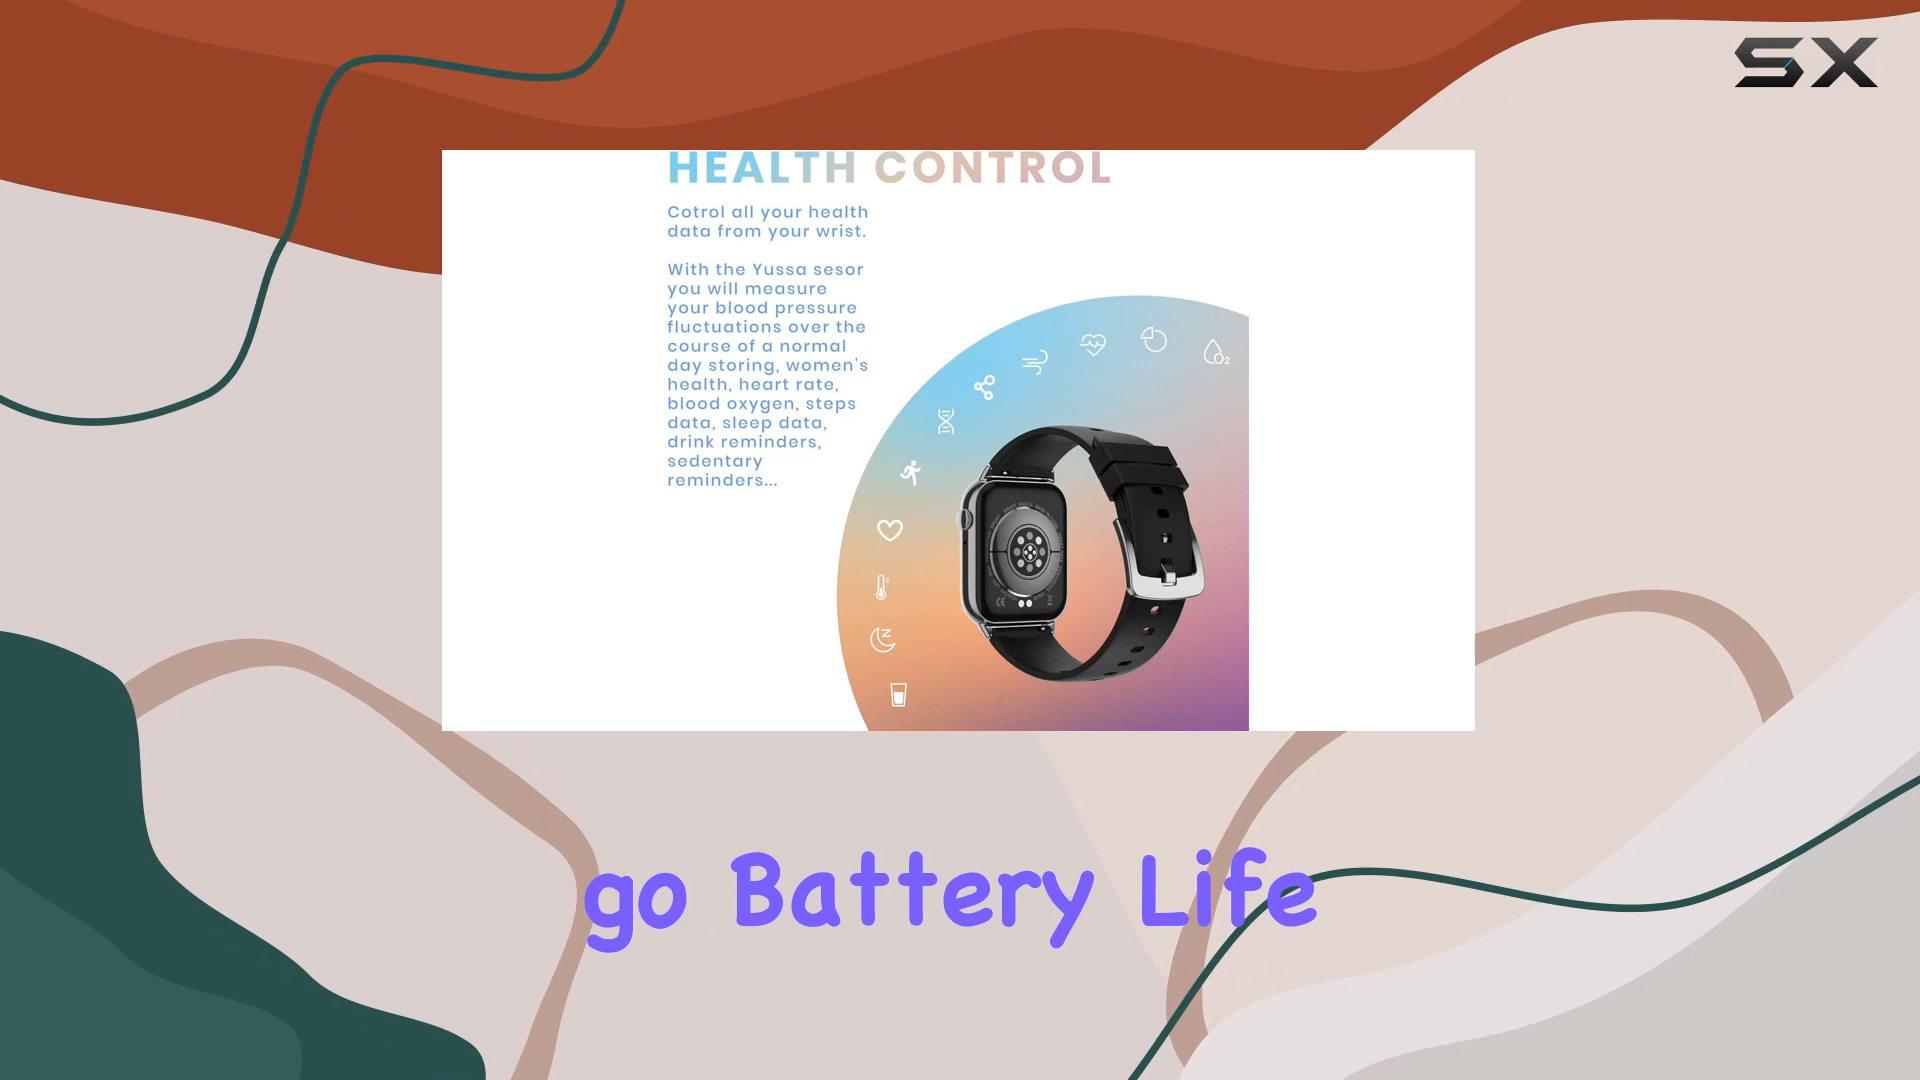 SX
HEALTH CONTROL
Cotrol all your health
data from your wrist.
With the Yussa sesor
you will measure
your blood pressure
fluctuations over the
course of a normal
day storing, women's
health, heart rate,
blood oxygen, steps
data, sleep data,
drink reminders,
sedentary
reminders...
O2
go Battery Life